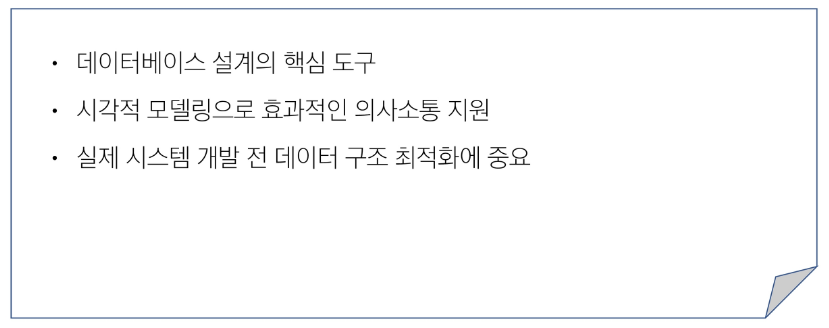 • 데이터베이스 설계의 핵심 도구
• 시각적 모델링으로 효과적인 의사소통 지원
• 실제 시스템 개발 전 데이터 구조 최적화에 중요